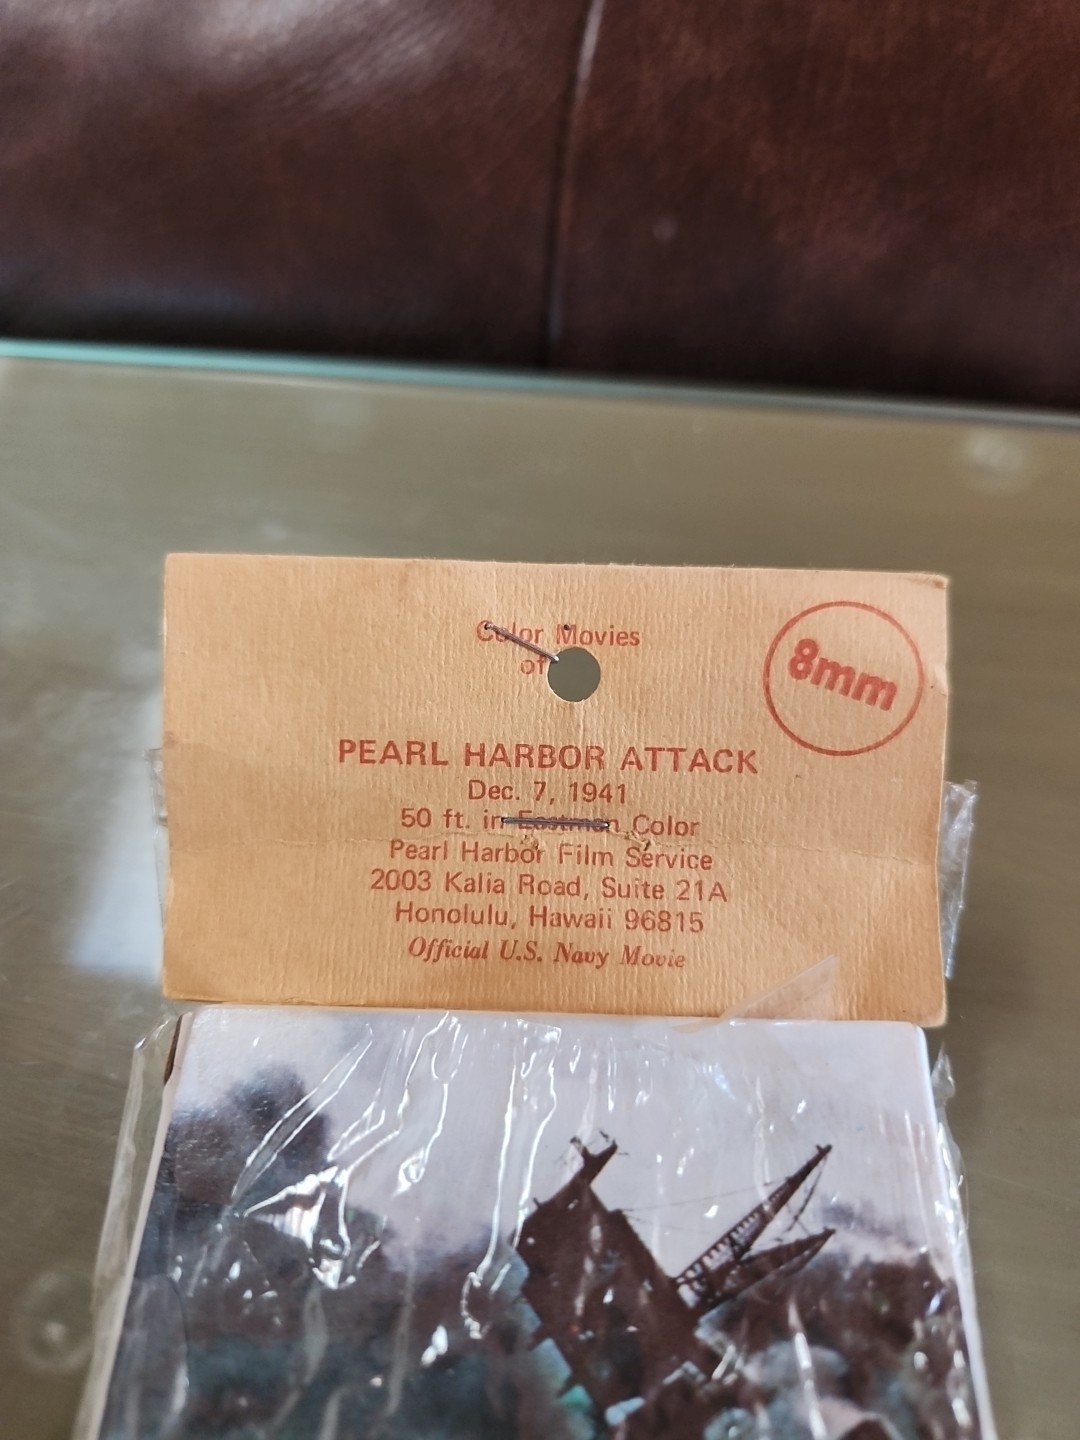 Color Movies
of
8mm
PEARL HARBOR ATTACK
Dec. 7, 1941
50 ft. in Eastman Color
Pearl Harbor Film Service
2003 Kalia Road, Suite 21A
Honolulu, Hawaii 96815
Official U.S. Navy Movie